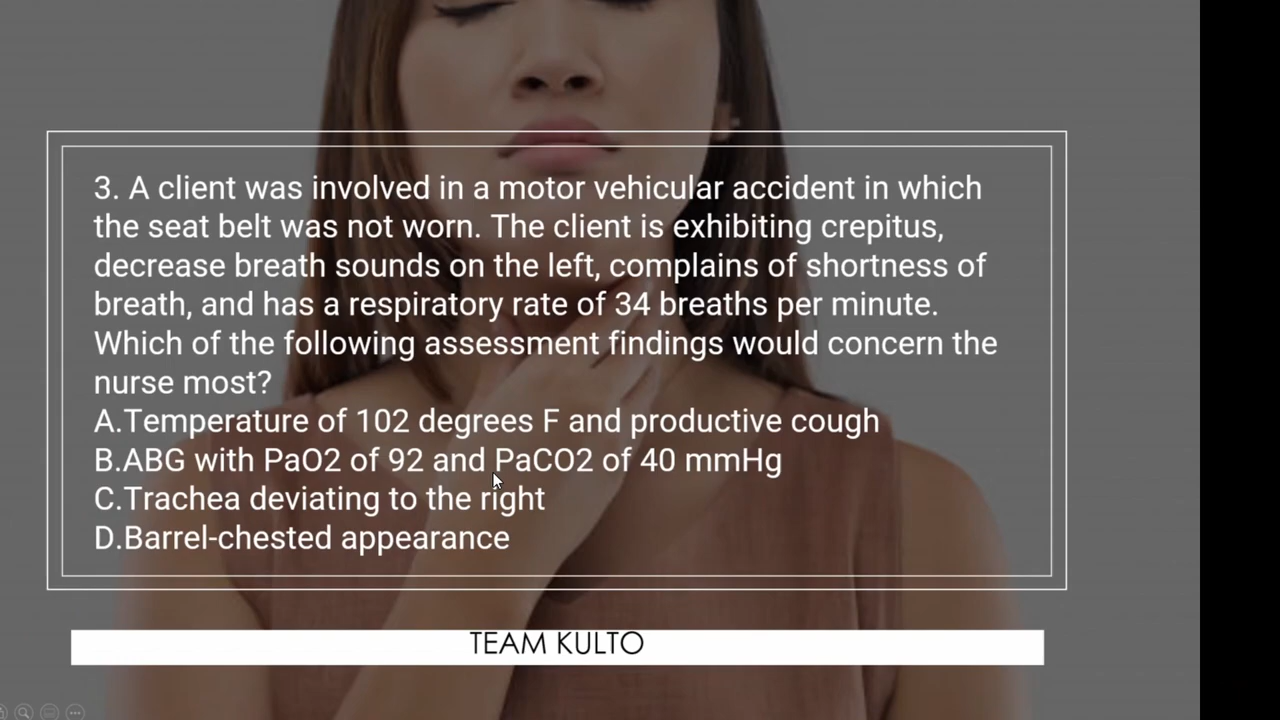 3. A client was involved in a motor vehicular accident in which
the seat belt was not worn. The client is exhibiting crepitus,
decrease breath sounds on the left, complains of shortness of
breath, and has a respiratory rate of 34 breaths per minute.
Which of the following assessment findings would concern the
nurse most?
A.Temperature of 102 degrees F and productive cough
B.ABG with PaO2 of 92 and PaCO2 of 40 mmHg
C.Trachea deviating to the right
D.Barrel-chested appearance
TEAM KULTO